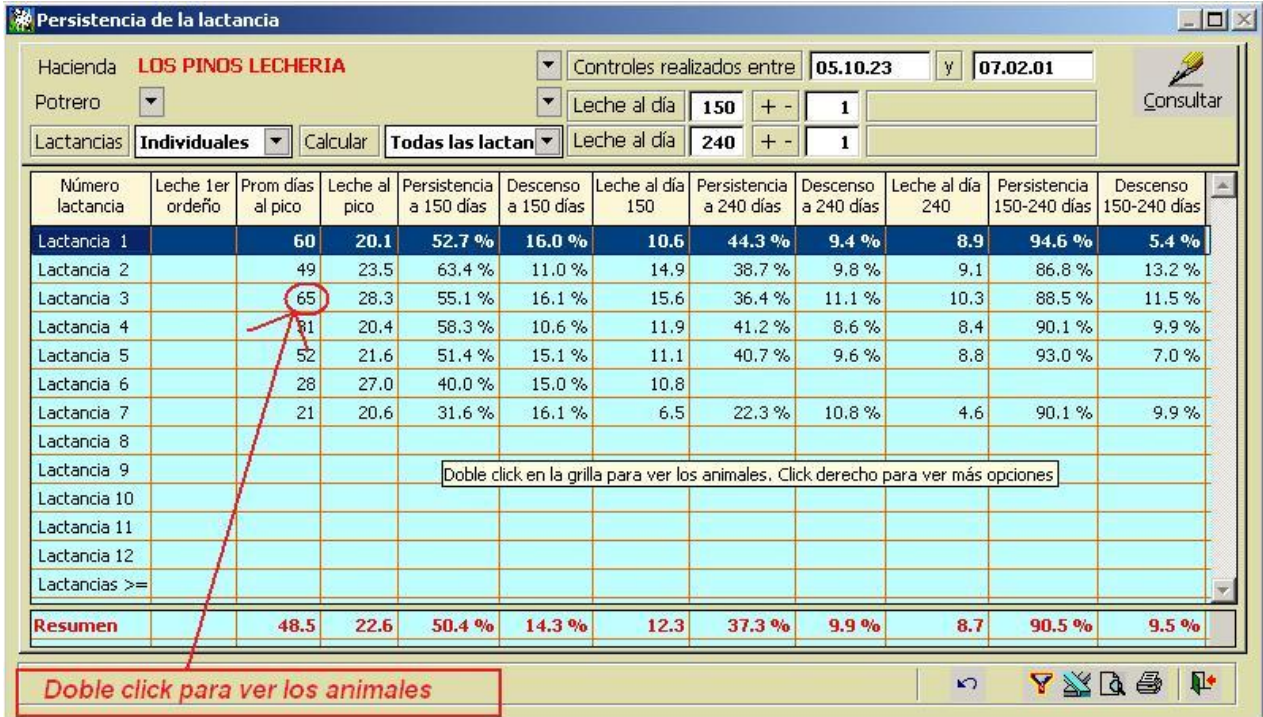 Persistencia de la lactancia
Hacienda LOS PINOS LECHERIA Controles realizados entre 05.10.23 y 07.02.01
Consultar
Potrero Leche al día 150 + - 1
Lactancias Individuales Calcular Todas las lactan Leche al día 240 + - 1
Número lactancia Leche 1er ordeño Prom días al pico Leche al pico Persistencia a 150 días Descenso a 150 días Leche al día 150 Persistencia a 240 días Descenso a 240 días Leche al día 240 Persistencia 150-240 días Descenso 150-240 días
Lactancia 1 60 20.1 52.7 % 16.0 % 10.6 44.3 % 9.4 % 8.9 94.6 % 5.4 %
Lactancia 2 49 23.5 63.4 % 11.0 % 14.9 38.7 % 9.8 % 9.1 86.8 % 13.2 %
Lactancia 3 65 28.3 55.1 % 16.1 % 15.6 36.4 % 11.1 % 10.3 88.5 % 11.5 %
Lactancia 4 20.4 58.3 % 10.6 % 11.9 41.2 % 8.6 % 8.4 90.1 % 9.9 %
Lactancia 5 52 21.6 51.4 % 15.1 % 11.1 40.7 % 9.6 % 8.8 93.0 % 7.0 %
Lactancia 6 28 27.0 40.0 % 15.0 % 10.8
Lactancia 7 21 20.6 31.6 % 16.1 % 6.5 22.3 % 10.8 % 4.6 90.1 % 9.9 %
Lactancia 8
Lactancia 9
Doble click en la grilla para ver los animales. Click derecho para ver más opciones
Lactancia 10
Lactancia 11
Lactancia 12
Lactancias >=
Resumen 48.5 22.6 50.4 % 14.3 % 12.3 37.3 % 9.9 % 8.7 90.5 % 9.5 %
Doble click para ver los animales